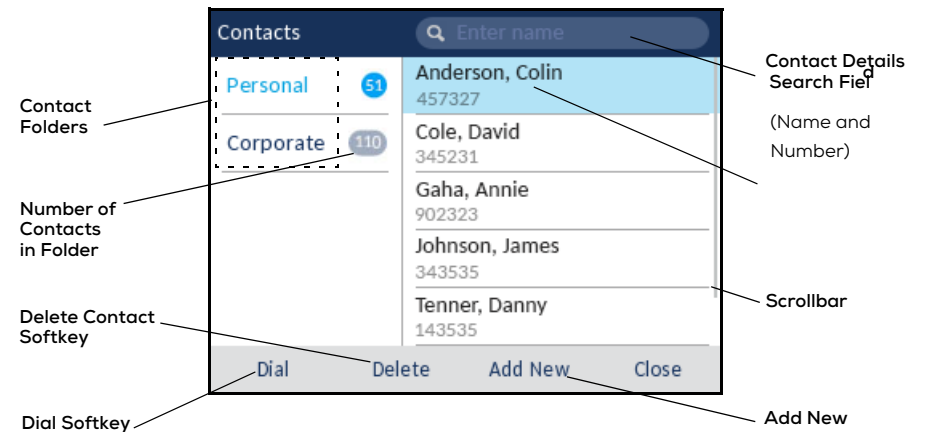 Contacts
Enter name
Personal 51
Corporate 110
Anderson, Colin
457327
Cole, David
345231
Gaha, Annie
902323
Johnson, James
343535
Tenner, Danny
143535
Dial Delete Add New Close
Contact
Folders
Number of
Contacts
in Folder
Delete Contact
Softkey
Dial Softkey
Contact Details
Search Field
(Name and
Number)
Scrollbar
Add New